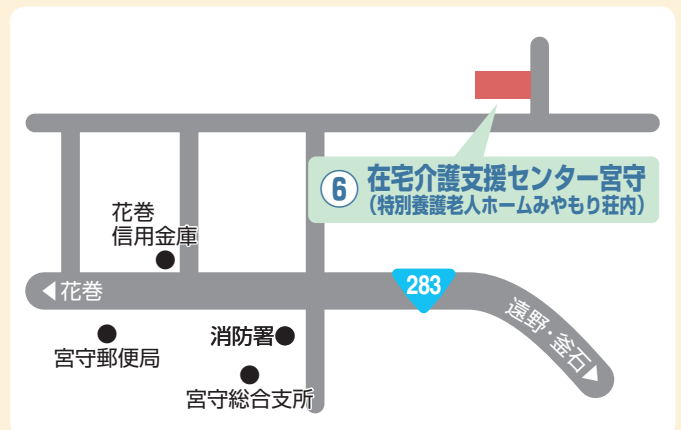 ⑥ 在宅介護支援センター宮守
(特別養護老人ホームみやもり荘内)
花巻
信用金庫
◀花巻
283
遠野・釜石▶
消防署●
宮守郵便局
宮守総合支所